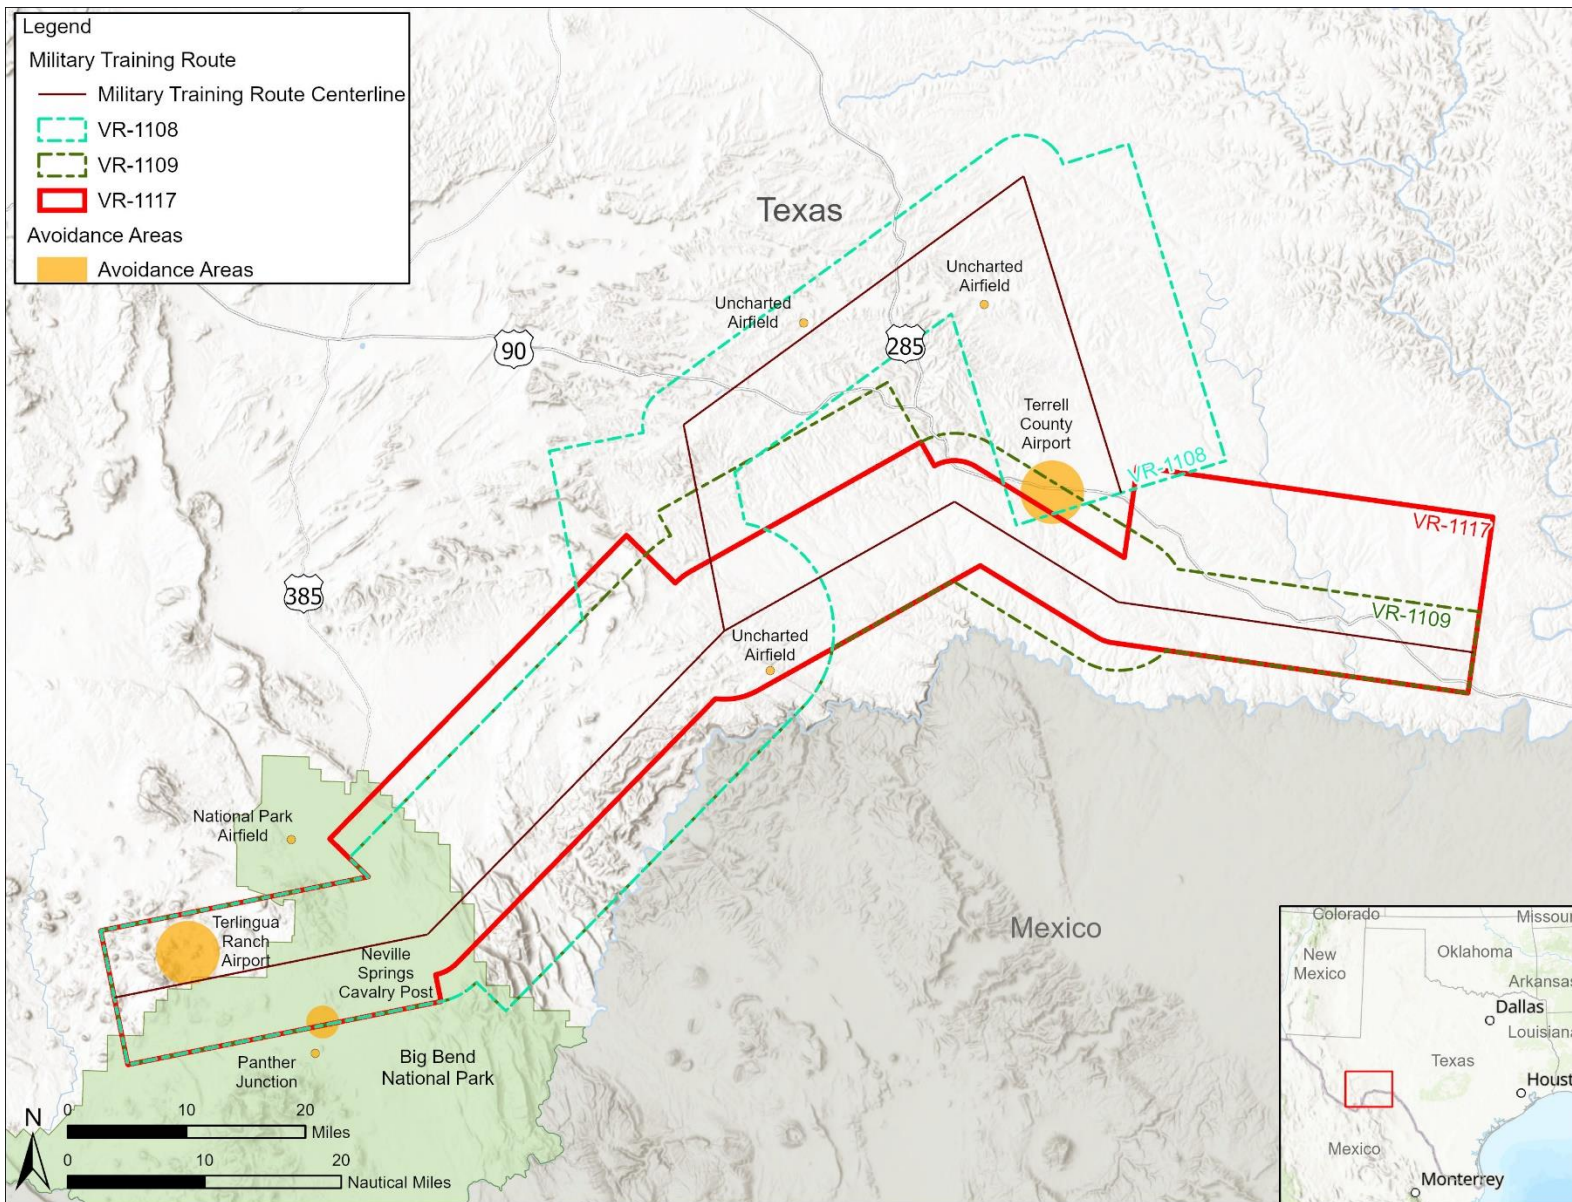 Legend
Military Training Route
Military Training Route Centerline
VR-1108
VR-1109
VR-1117
Avoidance Areas
Avoidance Areas
Texas
Uncharted
Airfield
Uncharted
Airfield
90
285
Terrell
County
Airport
VR-1108
VR-1117
385
VR-1109
Uncharted
Airfield
National Park
Airfield
Terlingua
Ranch
Airport
Neville
Springs
Cavalry Post
Mexico
Panther
Junction
Big Bend
National Park
N
0 10 20
Miles
0 10 20
Nautical Miles
Colorado
Missour
New
Mexico
Oklahoma
Arkansas
Dallas
Louisiana
Texas
Houst
Mexico
Monterrey